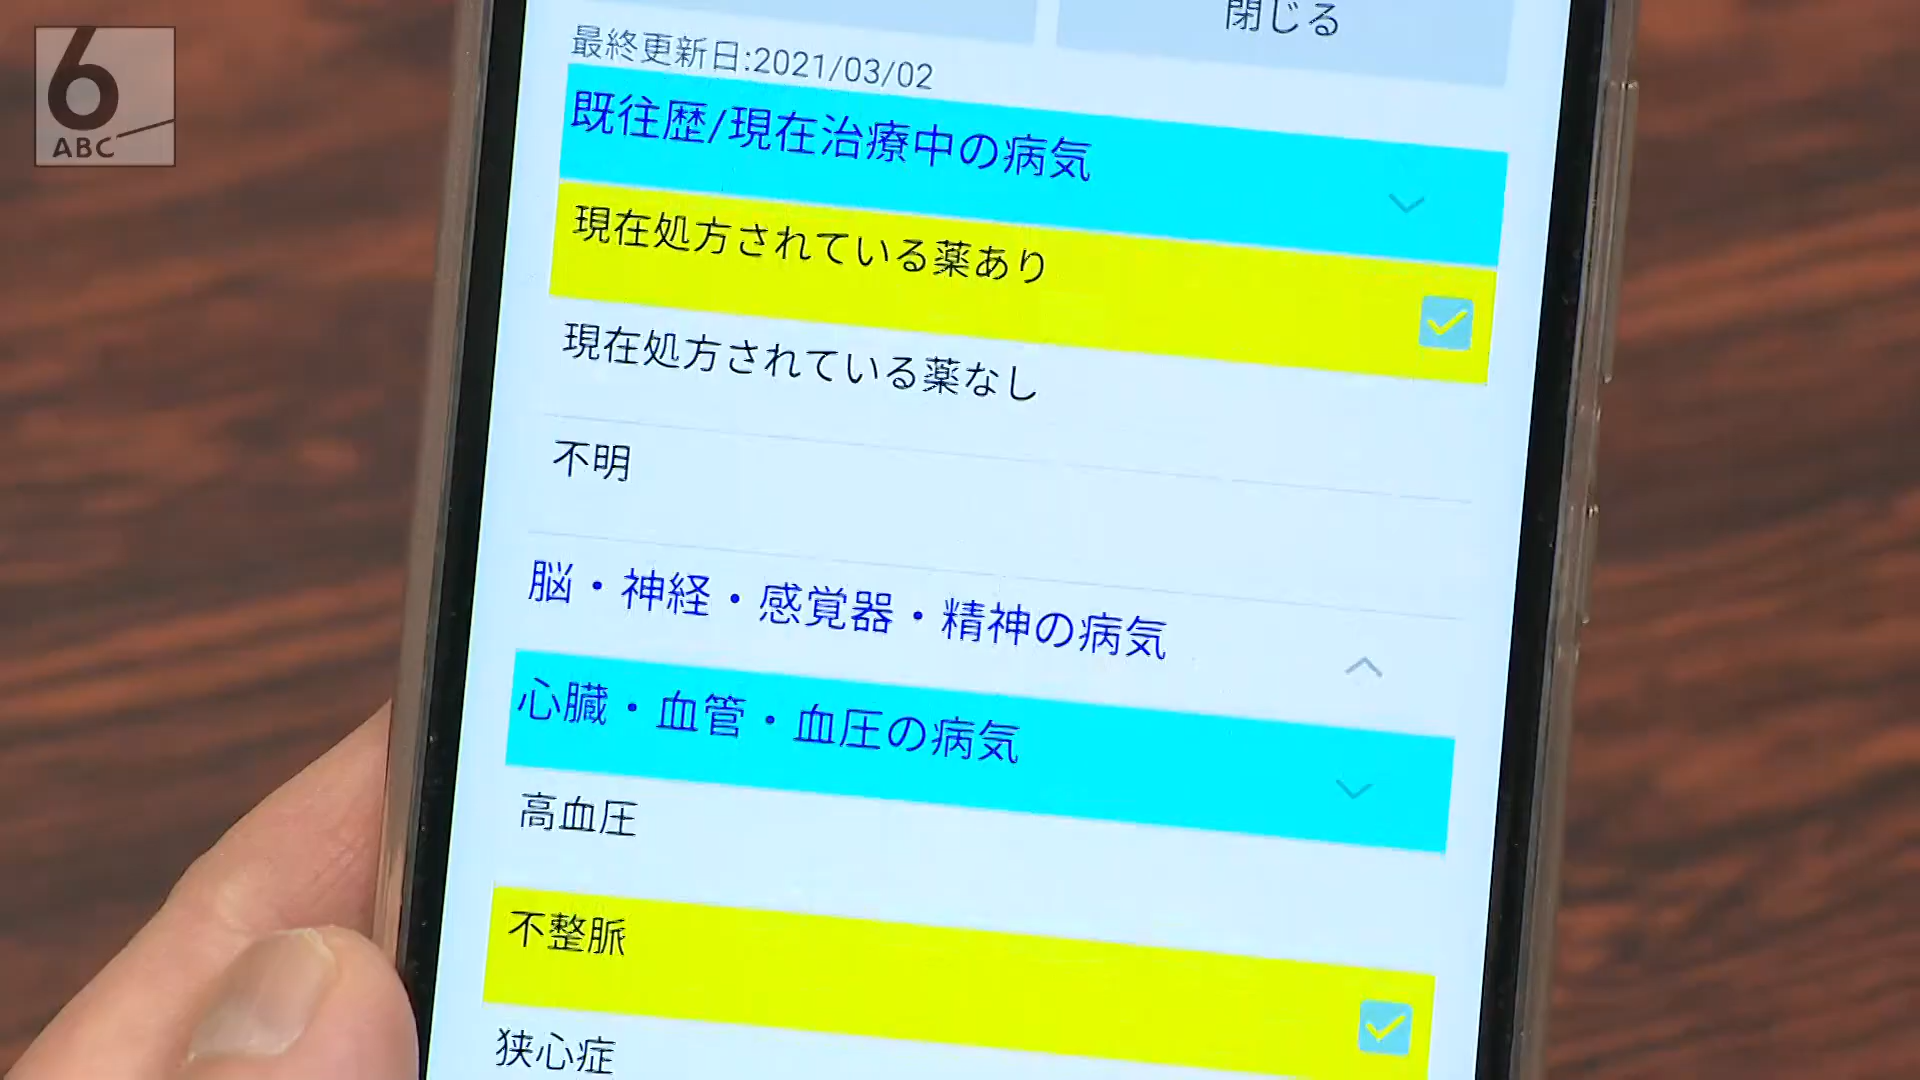 6
ABC
閉じる
最終更新日:2021/03/02
既往歴/現在治療中の病気
現在処方されている薬あり
現在処方されている薬なし
不明
脳・神経・感覚器・精神の病気
心臓・血管・血圧の病気
高血圧
不整脈
狭心症